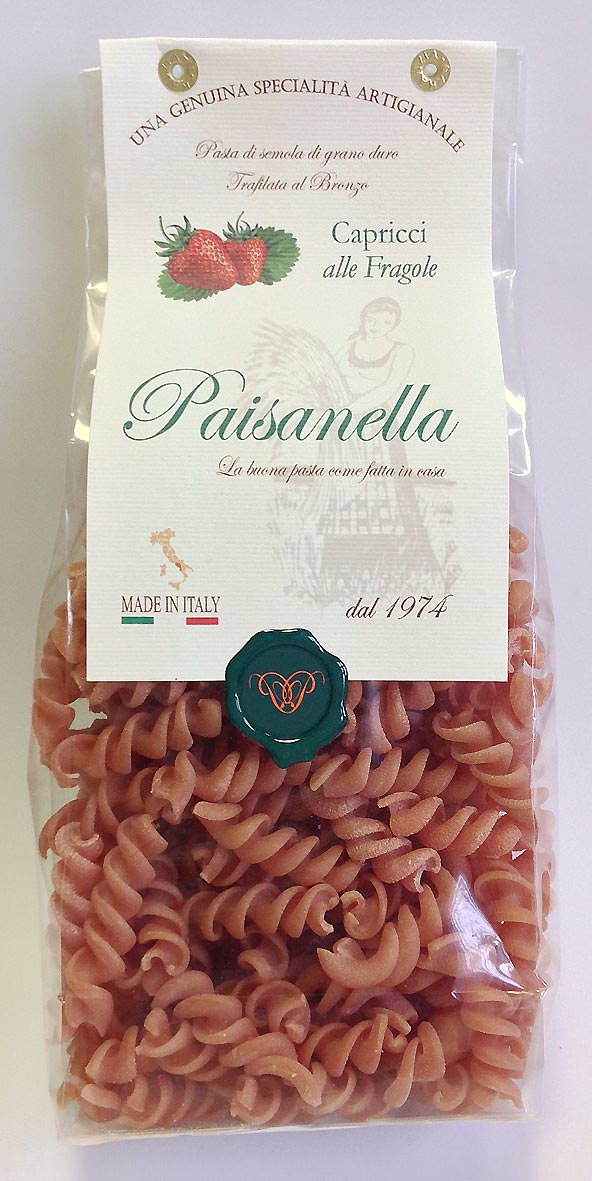 UNA GENUINA SPECIALITÀ ARTIGIANALE
Pasta di semola di grano duro
Trafilata al Bronzo
Capricci
alle Fragole
Paisanella
La buona pasta come fatta in casa
MADE IN ITALY
dal 1974